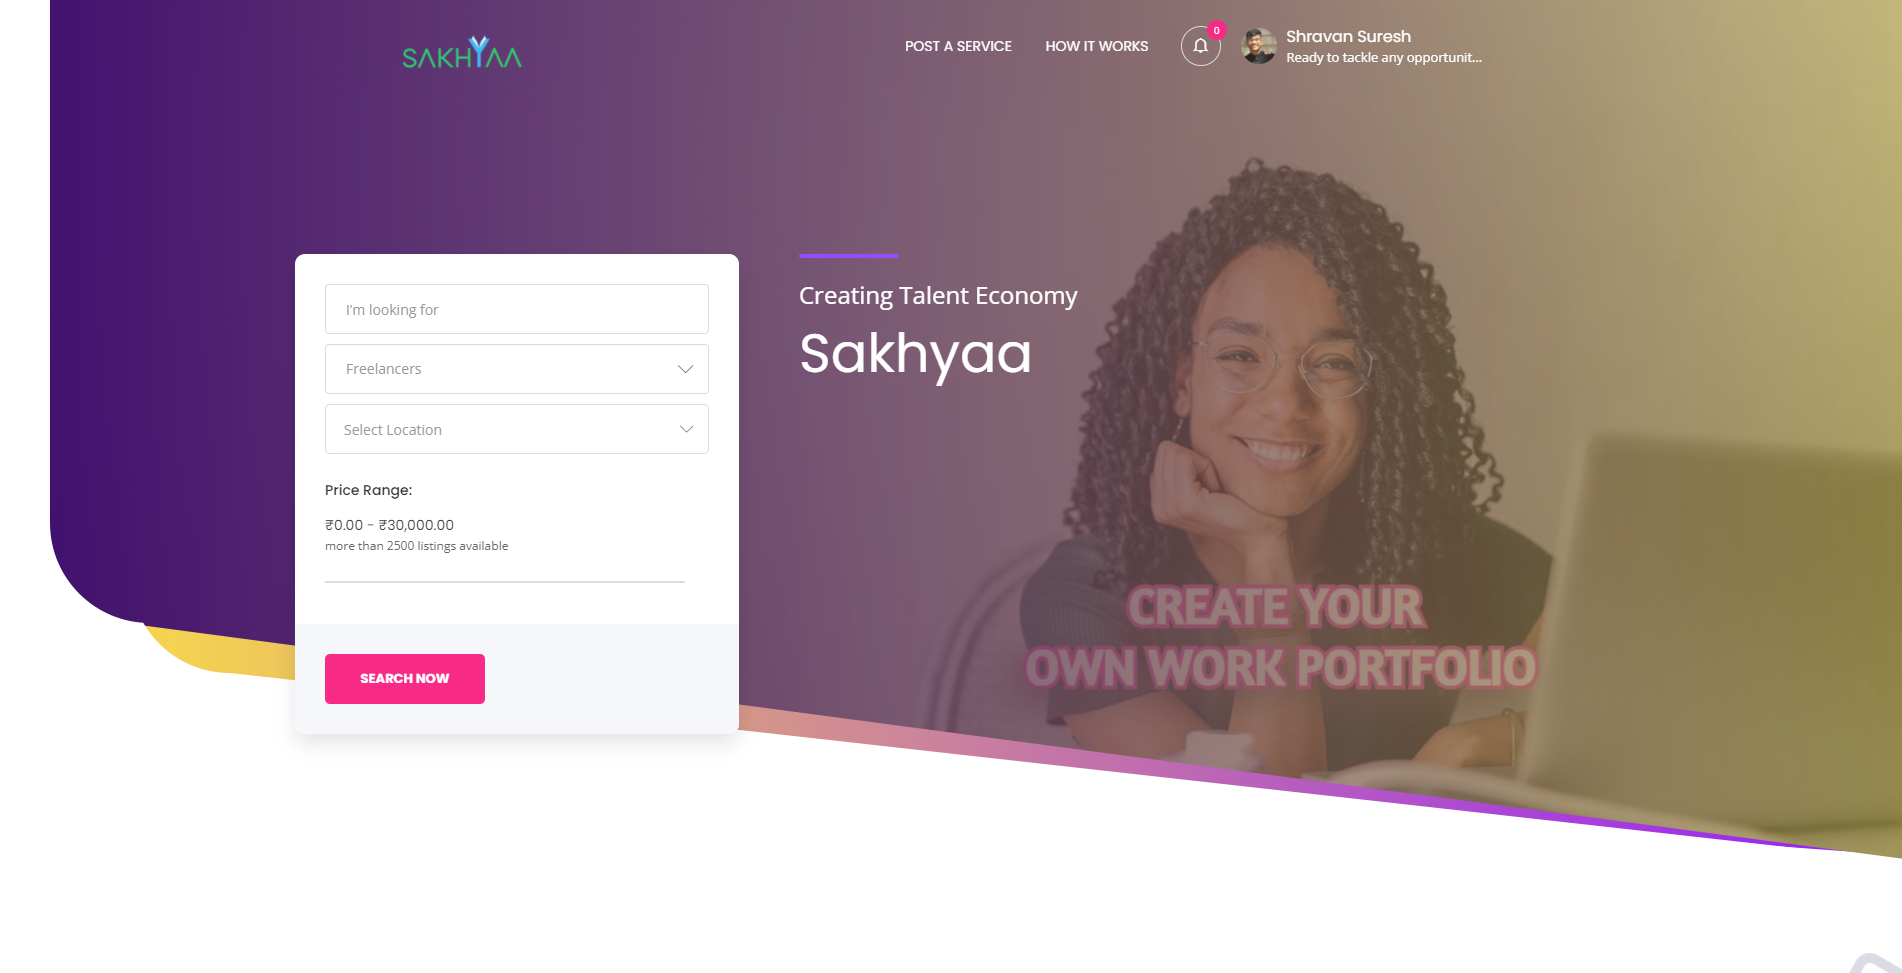 SAKHYAA
POST A SERVICE
HOW IT WORKS
0
Shravan Suresh
Ready to tackle any opportunit...
I'm looking for
Freelancers
Select Location
Price Range:
₹0.00 - ₹30,000.00
more than 2500 listings available
SEARCH NOW
Creating Talent Economy
Sakhyaa
CREATE YOUR
OWN WORK PORTFOLIO